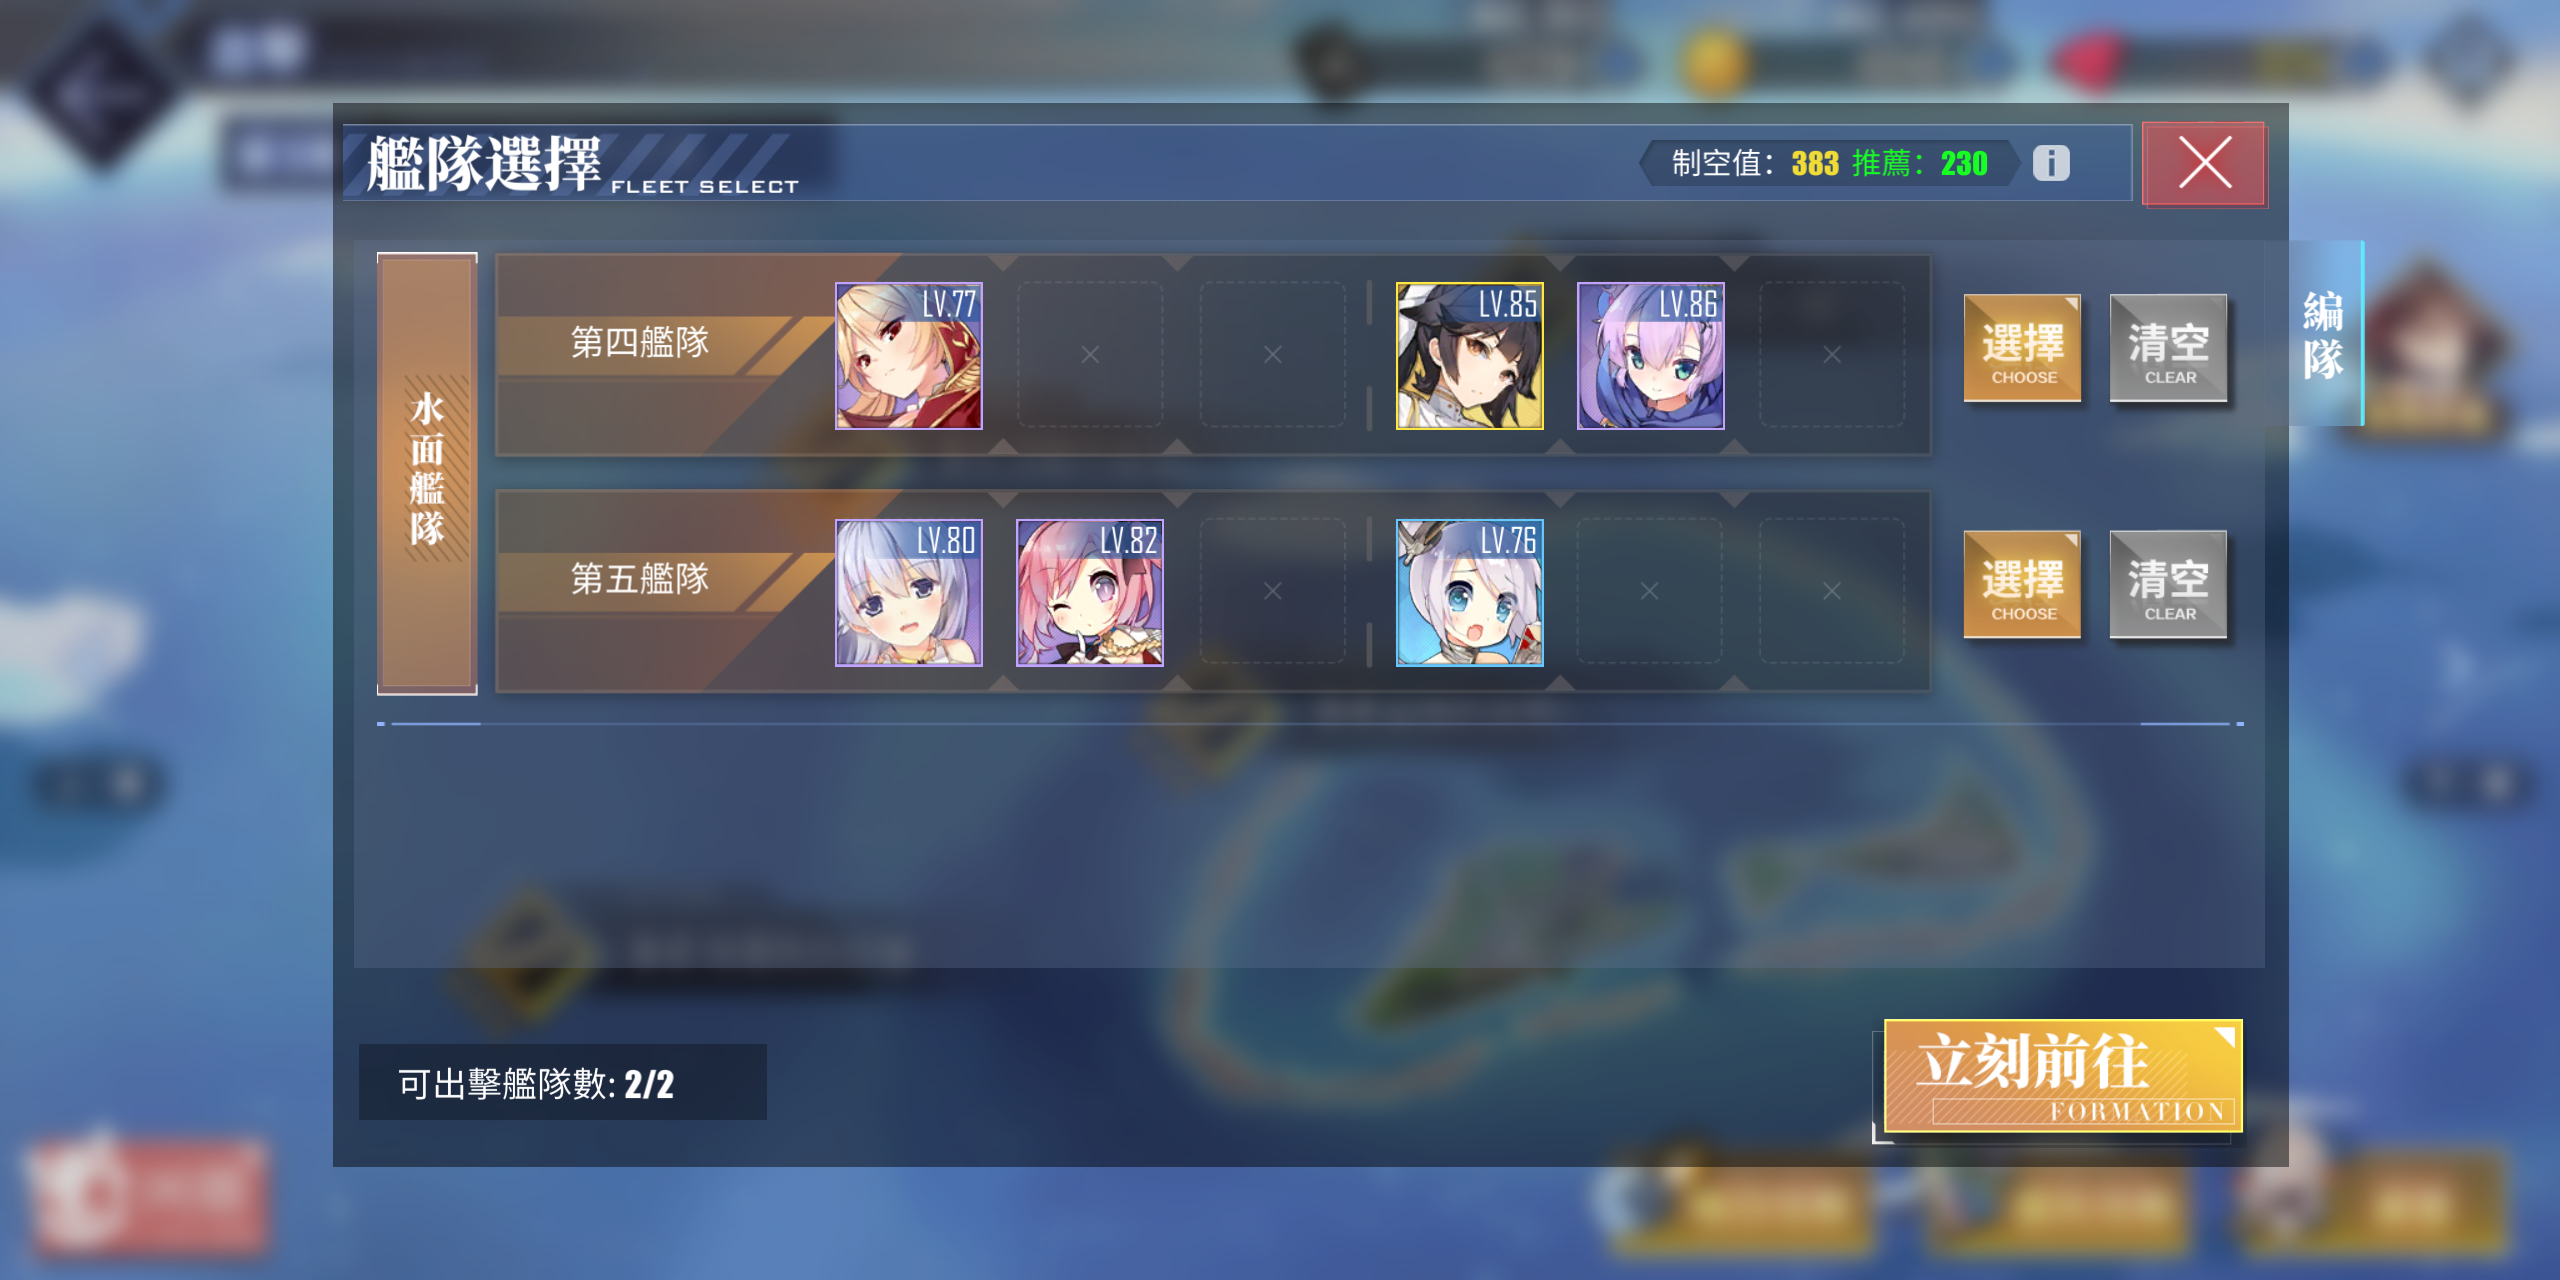 艦隊選擇 FLEET SELECT
制空值：383 推薦：230
編隊
水面艦隊
第四艦隊
LV.77
LV.85
LV.86
選擇
CHOOSE
清空
CLEAR
第五艦隊
LV.80
LV.82
LV.76
選擇
CHOOSE
清空
CLEAR
可出擊艦隊數: 2/2
立刻前往
FORMATION